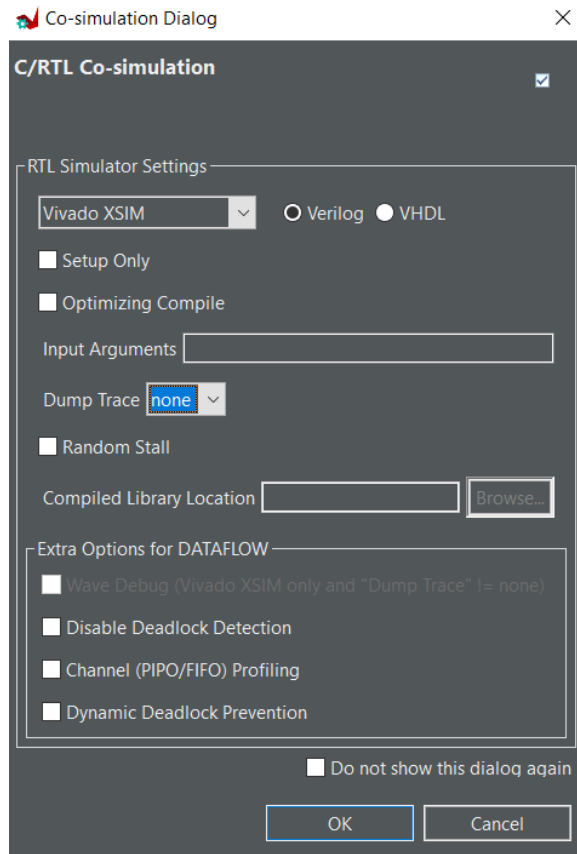 Co-simulation Dialog
C/RTL Co-simulation
RTL Simulator Settings
Vivado XSIM Verilog VHDL
Setup Only
Optimizing Compile
Input Arguments
Dump Trace none
Random Stall
Compiled Library Location Browse...
Extra Options for DATAFLOW
Wave Debug (Vivado XSIM only and "Dump Trace" != none)
Disable Deadlock Detection
Channel (PIPO/FIFO) Profiling
Dynamic Deadlock Prevention
Do not show this dialog again
OK Cancel